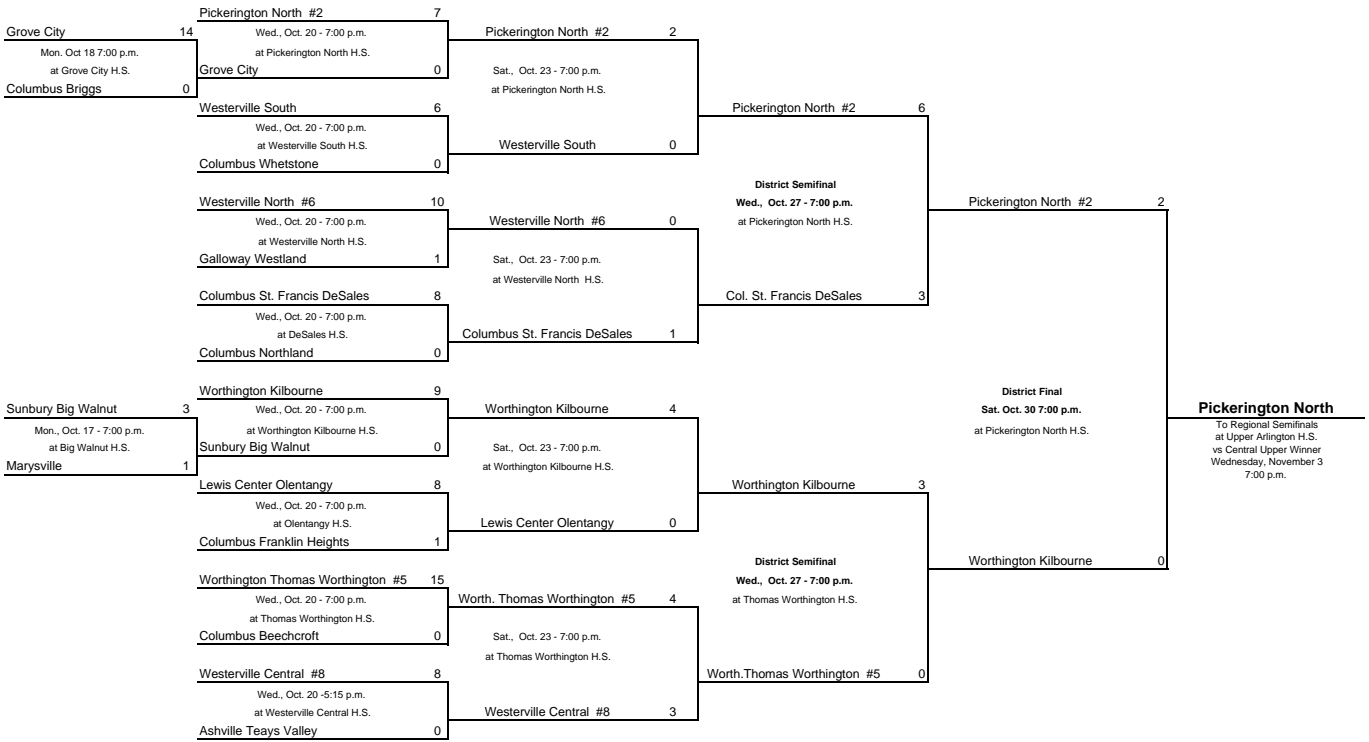 Pickerington North #2 7
Grove City 14
Wed., Oct. 20 - 7:00 p.m.
Pickerington North #2 2
Mon. Oct 18 7:00 p.m.
at Pickerington North H.S.
at Grove City H.S.
Grove City 0
Sat., Oct. 23 - 7:00 p.m.
Columbus Briggs 0
at Pickerington North H.S.
Westerville South 6
Pickerington North #2 6
Wed., Oct. 20 - 7:00 p.m.
at Westerville South H.S.
Westerville South 0
Columbus Whetstone 0
District Semifinal
Westerville North #6 10
Wed., Oct. 27 - 7:00 p.m.
Pickerington North #2 2
Wed., Oct. 20 - 7:00 p.m.
Westerville North #6 0
at Pickerington North H.S.
at Westerville North H.S.
Galloway Westland 1
Sat., Oct. 23 - 7:00 p.m.
at Westerville North H.S.
Columbus St. Francis DeSales 8
Col. St. Francis DeSales 3
Wed., Oct. 20 - 7:00 p.m.
at DeSales H.S.
Columbus St. Francis DeSales 1
Columbus Northland 0
Worthington Kilbourne 9
District Final
Sunbury Big Walnut 3
Wed., Oct. 20 - 7:00 p.m.
Worthington Kilbourne 4
Sat. Oct. 30 7:00 p.m.
Pickerington North
Mon., Oct. 17 - 7:00 p.m.
at Worthington Kilbourne H.S.
at Pickerington North H.S.
To Regional Semifinals
at Upper Arlington H.S.
at Big Walnut H.S.
Sunbury Big Walnut 0
Sat., Oct. 23 - 7:00 p.m.
vs Central Upper Winner
Marysville 1
at Worthington Kilbourne H.S.
Wednesday, November 3
7:00 p.m.
Lewis Center Olentangy 8
Worthington Kilbourne 3
Wed., Oct. 20 - 7:00 p.m.
at Olentangy H.S.
Lewis Center Olentangy 0
Columbus Franklin Heights 1
District Semifinal
Worthington Kilbourne 0
Worthington Thomas Worthington #5 15
Wed., Oct. 27 - 7:00 p.m.
Wed., Oct. 20 - 7:00 p.m.
Worth. Thomas Worthington #5 4
at Thomas Worthington H.S.
at Thomas Worthington H.S.
Columbus Beechcroft 0
Sat., Oct. 23 - 7:00 p.m.
at Thomas Worthington H.S.
Westerville Central #8 8
Worth.Thomas Worthington #5 0
Wed., Oct. 20 -5:15 p.m.
at Westerville Central H.S.
Westerville Central #8 3
Ashville Teays Valley 0